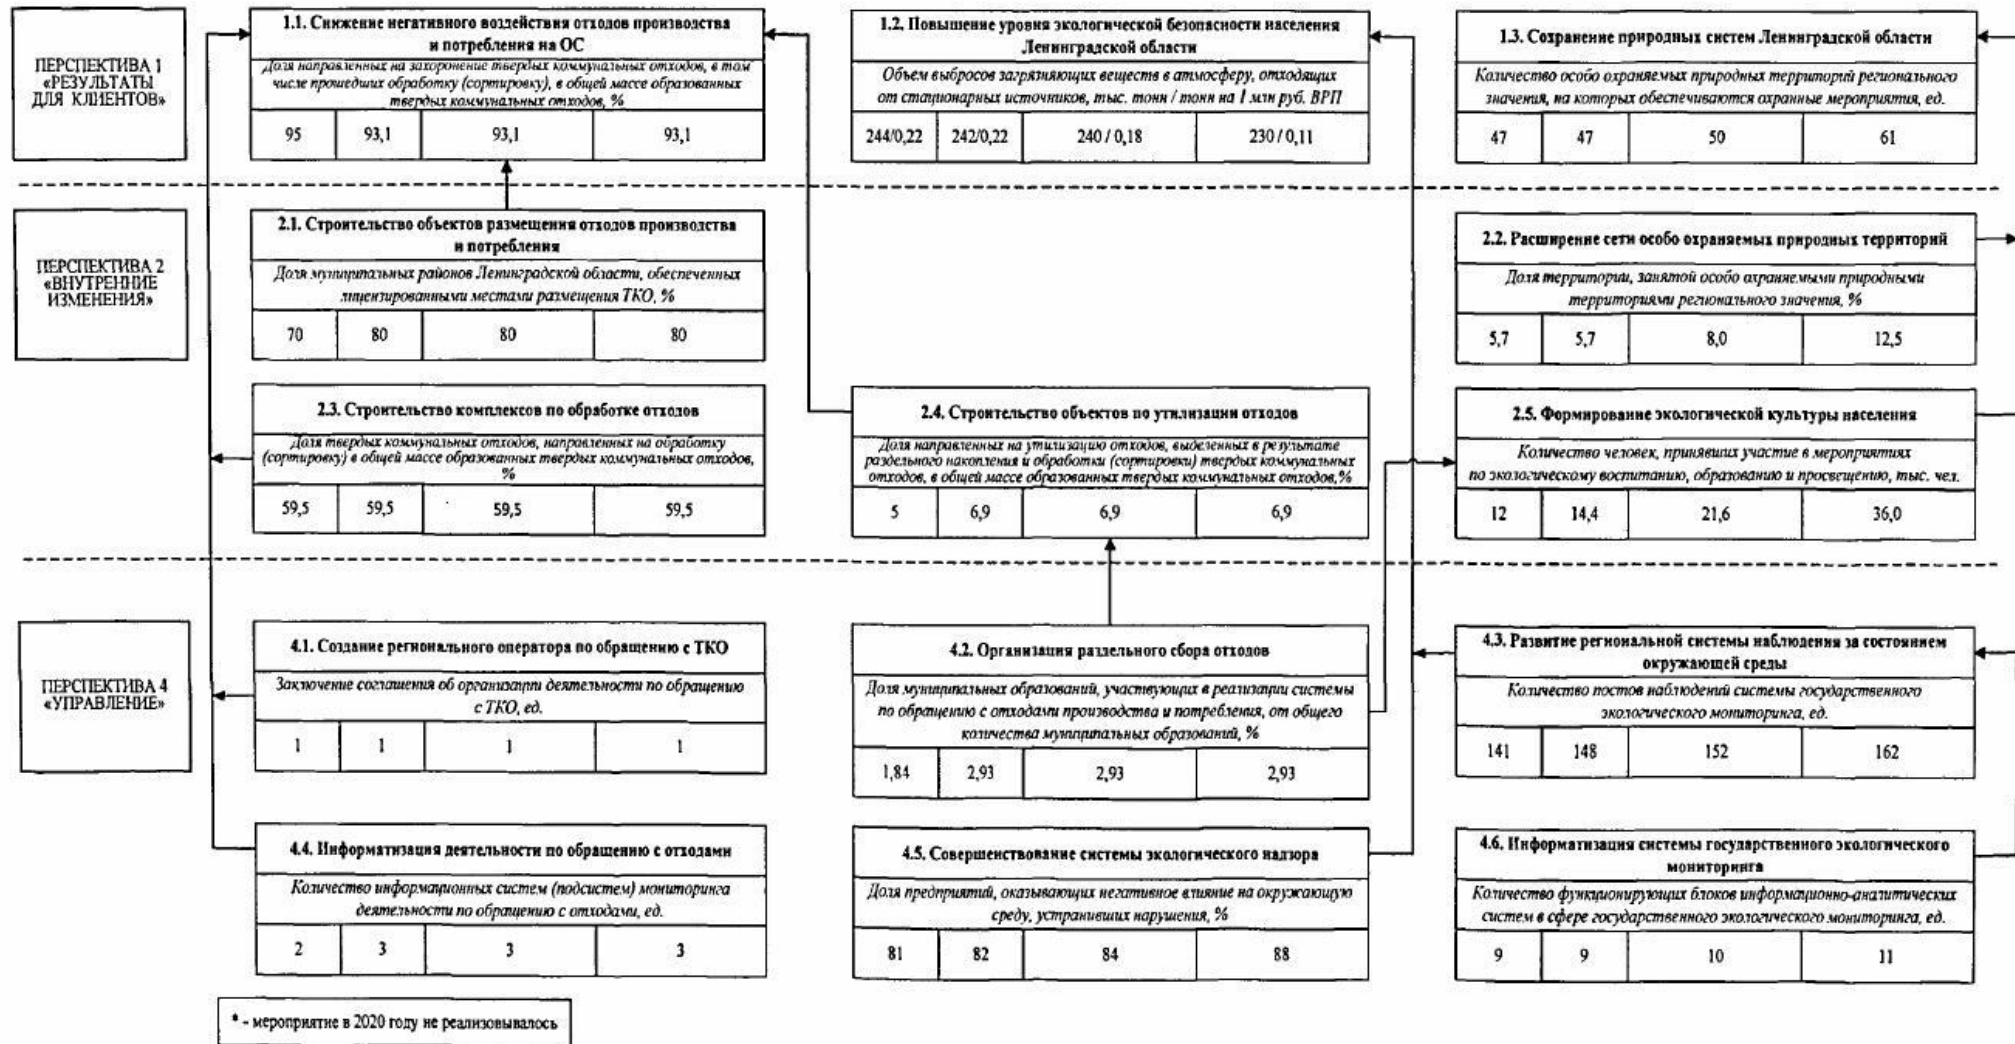 ПЕРСПЕКТИВА 1
«РЕЗУЛЬТАТЫ
ДЛЯ КЛИЕНТОВ»
1.1. Снижение негативного воздействия отходов производства
и потребления на ОС
Доля направленных на захоронение твердых коммунальных отходов, в том
числе прошедших обработку (сортировку), в общей массе образованных
твердых коммунальных отходов, %
95 93,1 93,1 93,1
1.2. Повышение уровня экологической безопасности населения
Ленинградской области
Объем выбросов загрязняющих веществ в атмосферу, отходящих
от стационарных источников, тыс. тонн / тонн на 1 млн руб. ВРП
244/0,22 242/0,22 240 / 0,18 230 / 0,11
1.3. Сохранение природных систем Ленинградской области
Количество особо охраняемых природных территорий регионального
значения, на которых обеспечиваются охранные мероприятия, ед.
47 47 50 61
ПЕРСПЕКТИВА 2
«ВНУТРЕННИЕ
ИЗМЕНЕНИЯ»
2.1. Строительство объектов размещения отходов производства
и потребления
Доля муниципальных районов Ленинградской области, обеспеченных
лицензированными местами размещения ТКО, %
70 80 80 80
2.2. Расширение сети особо охраняемых природных территорий
Доля территории, занятой особо охраняемыми природными
территориями регионального значения, %
5,7 5,7 8,0 12,5
2.3. Строительство комплексов по обработке отходов
Доля твердых коммунальных отходов, направленных на обработку
(сортировку) в общей массе образованных твердых коммунальных отходов,
%
59,5 59,5 59,5 59,5
2.4. Строительство объектов по утилизации отходов
Доля направленных на утилизацию отходов, выделенных в результате
раздельного накопления и обработки (сортировки) твердых коммунальных
отходов, в общей массе образованных твердых коммунальных отходов,%
5 6,9 6,9 6,9
2.5. Формирование экологической культуры населения
Количество человек, принявших участие в мероприятиях
по экологическому воспитанию, образованию и просвещению, тыс. чел.
12 14,4 21,6 36,0
ПЕРСПЕКТИВА 4
«УПРАВЛЕНИЕ»
4.1. Создание регионального оператора по обращению с ТКО
Заключение соглашения об организации деятельности по обращению
с ТКО, ед.
1 1 1 1
4.2. Организация раздельного сбора отходов
Доля муниципальных образований, участвующих в реализации системы
по обращению с отходами производства и потребления, от общего
количества муниципальных образований, %
1,84 2,93 2,93 2,93
4.3. Развитие региональной системы наблюдения за состоянием
окружающей среды
Количество постов наблюдений системы государственного
экологического мониторинга, ед.
141 148 152 162
4.4. Информатизация деятельности по обращению с отходами
Количество информационных систем (подсистем) мониторинга
деятельности по обращению с отходами, ед.
2 3 3 3
4.5. Совершенствование системы экологического надзора
Доля предприятий, оказывающих негативное влияние на окружающую
среду, устранивших нарушения, %
81 82 84 88
4.6. Информатизация системы государственного экологического
мониторинга
Количество функционирующих блоков информационно-аналитических
систем в сфере государственного экологического мониторинга, ед.
9 9 10 11
* - мероприятие в 2020 году не реализовывалось